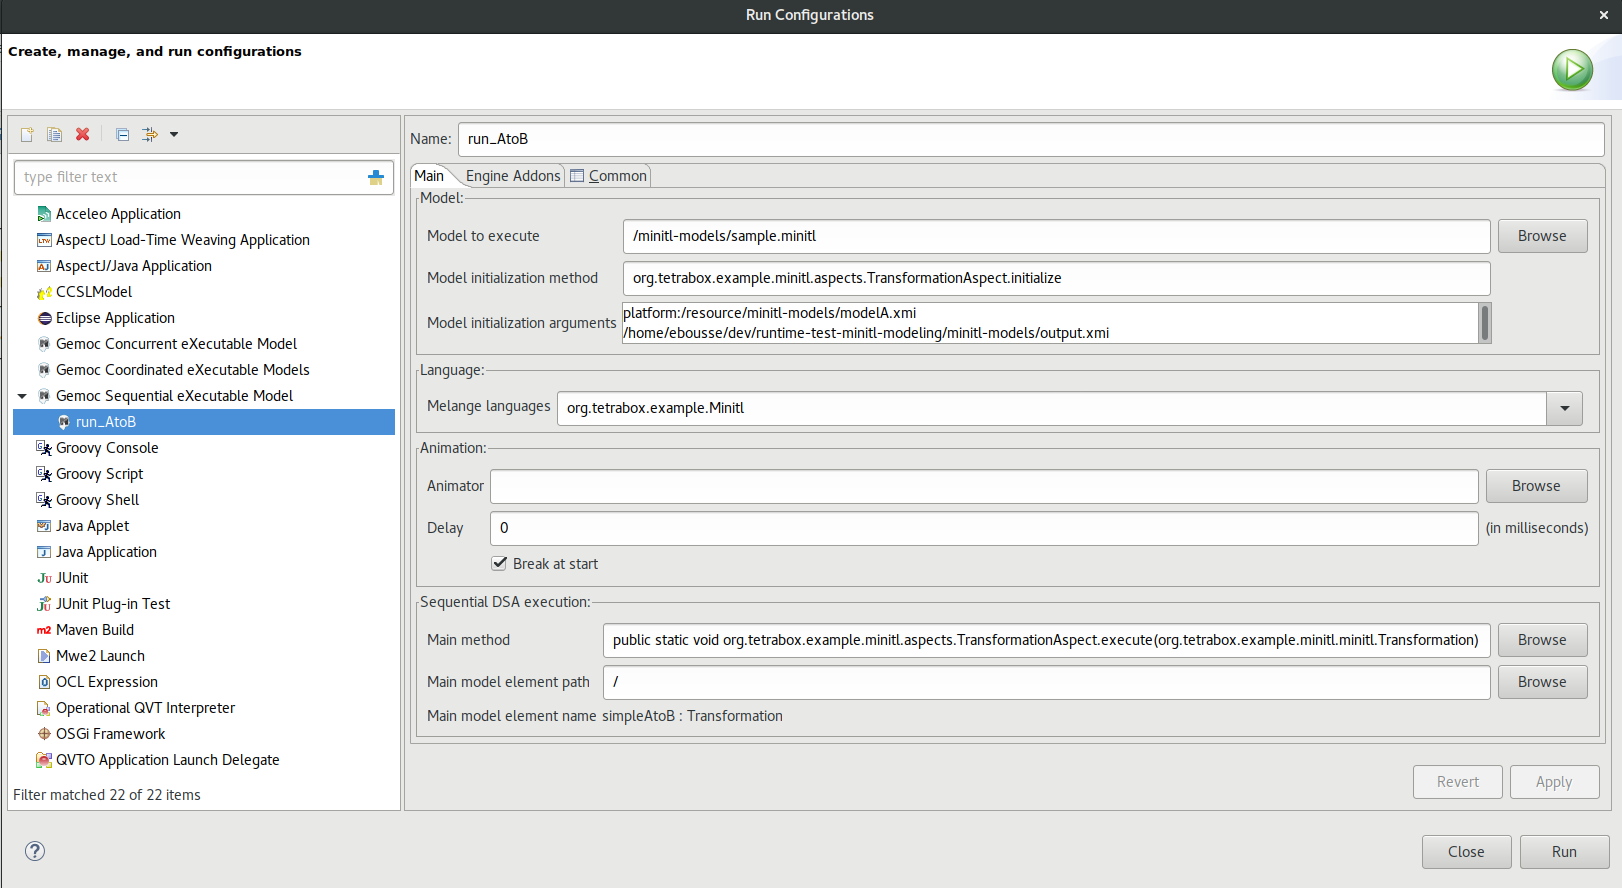 Run Configurations
Create, manage, and run configurations
type filter text
Acceleo Application
AspectJ Load-Time Weaving Application
AspectJ/Java Application
CCSLModel
Eclipse Application
Gemoc Concurrent eXecutable Model
Gemoc Coordinated eXecutable Models
Gemoc Sequential eXecutable Model
run_AtoB
Groovy Console
Groovy Script
Groovy Shell
Java Applet
Java Application
JUnit
JUnit Plug-in Test
Maven Build
Mwe2 Launch
OCL Expression
Operational QVT Interpreter
OSGi Framework
QVTO Application Launch Delegate
Filter matched 22 of 22 items
Name: run_AtoB
Main Engine Addons Common
Model:
Model to execute /minitl-models/sample.minitl Browse
Model initialization method org.tetrabox.example.minitl.aspects.TransformationAspect.initialize
Model initialization arguments platform:/resource/minitl-models/modelA.xmi
/home/ebousse/dev/runtime-test-minitl-modeling/minitl-models/output.xmi
Language:
Melange languages org.tetrabox.example.Minitl
Animation:
Animator Browse
Delay 0 (in milliseconds)
Break at start
Sequential DSA execution:
Main method public static void org.tetrabox.example.minitl.aspects.TransformationAspect.execute(org.tetrabox.example.minitl.minitl.Transformation) Browse
Main model element path / Browse
Main model element name simpleAtoB : Transformation
Revert Apply
Close Run